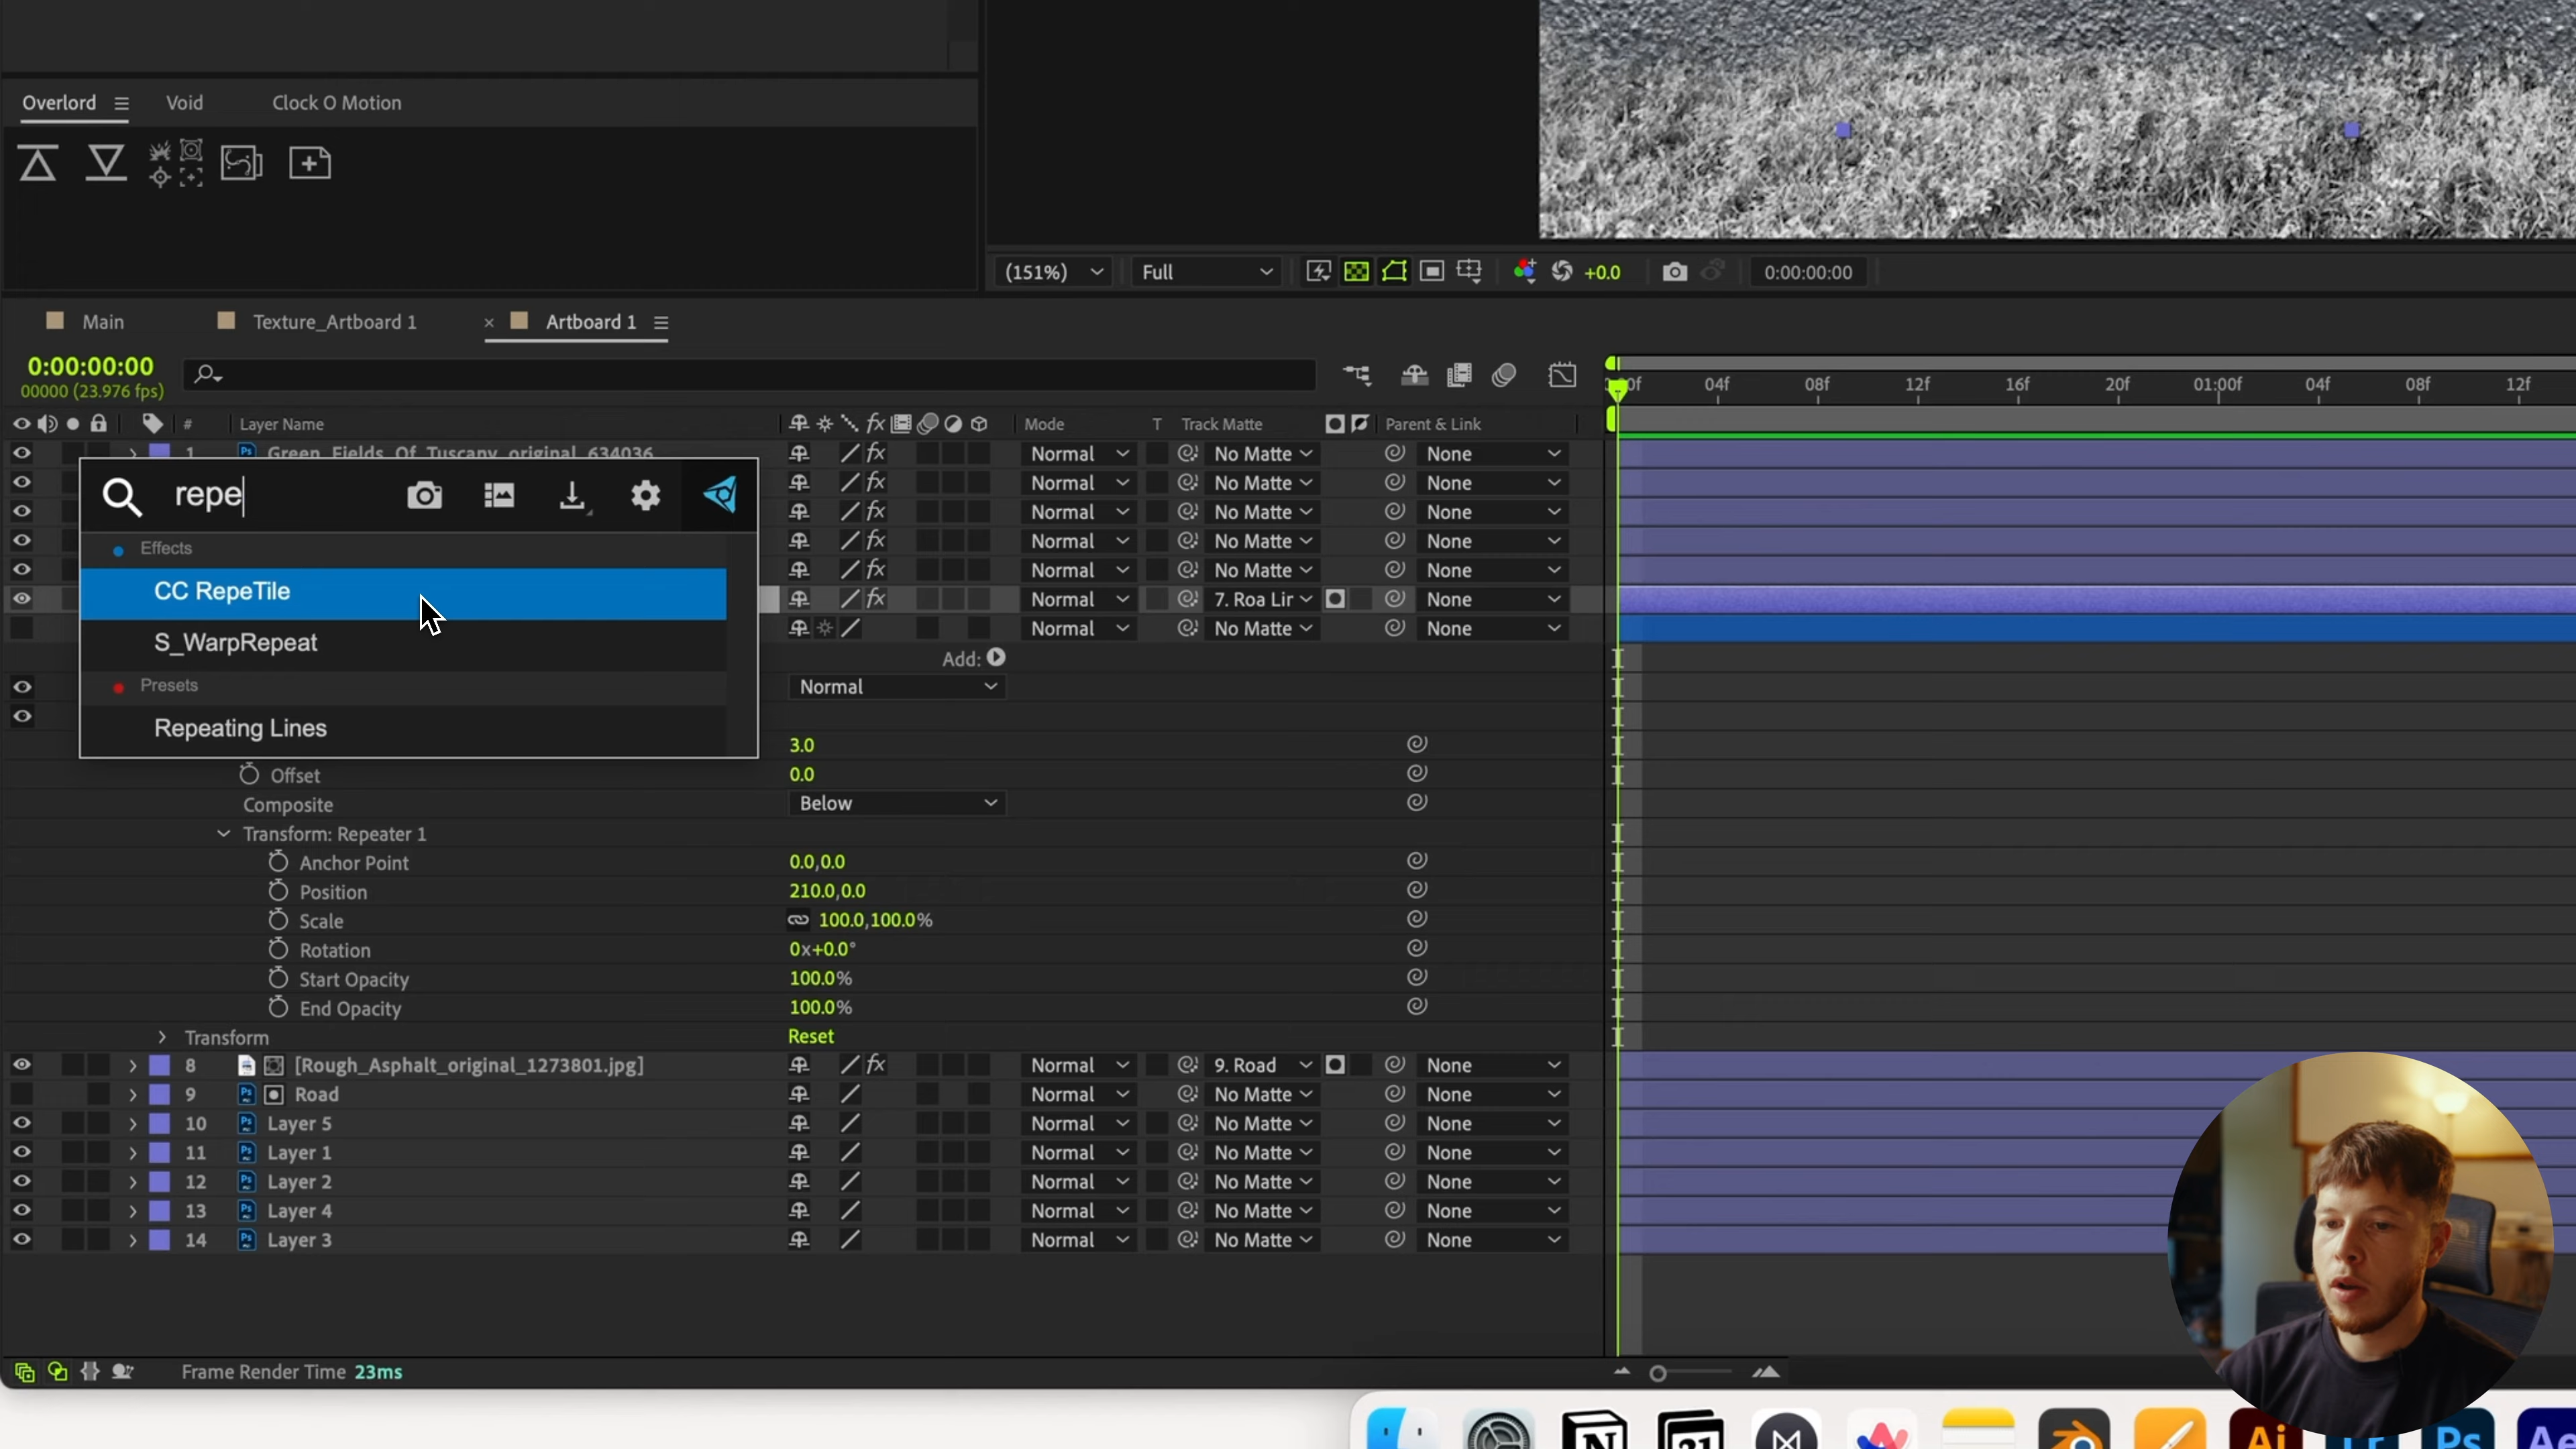 Overlord Void Clock O Motion
(151%) Full +0.0 0:00:00:00
Main Texture_Artboard 1 × Artboard 1
0:00:00:00
00000 (23.976 fps)
04f 08f 12f 16f 20f 01:00f 04f 08f 12f
# Layer Name fx Mode T Track Matte Parent & Link
1 Green_Fields_Of_Tuscany_original_634036 fx Normal No Matte None
repe
fx Normal No Matte None
fx Normal No Matte None
Effects
fx Normal No Matte None
fx Normal No Matte None
CC RepeTile
fx Normal 7. Roa Lir None
Normal No Matte None
S_WarpRepeat
Add:
Presets
Normal
Repeating Lines
3.0
Offset 0.0
Composite Below
Transform: Repeater 1
Anchor Point 0.0,0.0
Position 210.0,0.0
Scale 100.0,100.0%
Rotation 0x+0.0°
Start Opacity 100.0%
End Opacity 100.0%
Transform Reset
8 [Rough_Asphalt_original_1273801.jpg] fx Normal 9. Road None
9 Road Normal No Matte None
10 Layer 5 Normal No Matte None
11 Layer 1 Normal No Matte None
12 Layer 2 Normal No Matte None
13 Layer 4 Normal No Matte None
14 Layer 3 Normal No Matte None
Frame Render Time 23ms